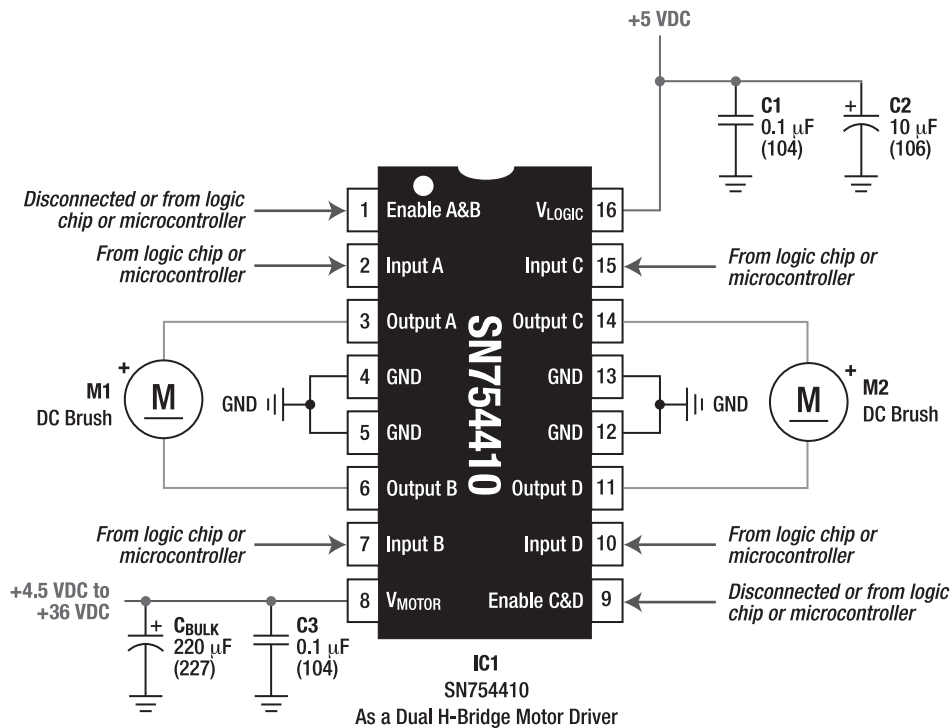 +5 VDC
C1
0.1 µF
(104)
+
C2
10 µF
(106)
Disconnected or from logic
chip or microcontroller
1 Enable A&B
VLOGIC 16
From logic chip or
microcontroller
2 Input A
Input C 15
From logic chip or
microcontroller
3 Output A
Output C 14
SN754410
M1
DC Brush
+
M
GND
4 GND
5 GND
GND 13
GND 12
GND
+
M
M2
DC Brush
6 Output B
Output D 11
From logic chip or
microcontroller
7 Input B
Input D 10
From logic chip or
microcontroller
+4.5 VDC to
+36 VDC
8 VMOTOR
Enable C&D 9
Disconnected or from logic
chip or microcontroller
+
CBULK
220 µF
(227)
C3
0.1 µF
(104)
IC1
SN754410
As a Dual H-Bridge Motor Driver